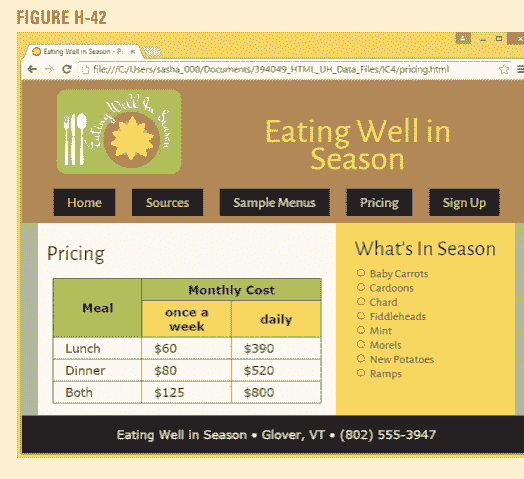 FIGURE H-42
Eating Well in Season - P
file:///C:/Users/sasha_000/Documents/394049_HTML_UH_Data_Files/IC4/pricing.html
Eating Well In Season
Eating Well in
Season
Home Sources Sample Menus Pricing Sign Up
Pricing
Meal Monthly Cost
once a
week daily
Lunch $60 $390
Dinner $80 $520
Both $125 $800
What's In Season
Baby Carrots
Cardoons
Chard
Fiddleheads
Mint
Morels
New Potatoes
Ramps
Eating Well in Season • Glover, VT • (802) 555-3947